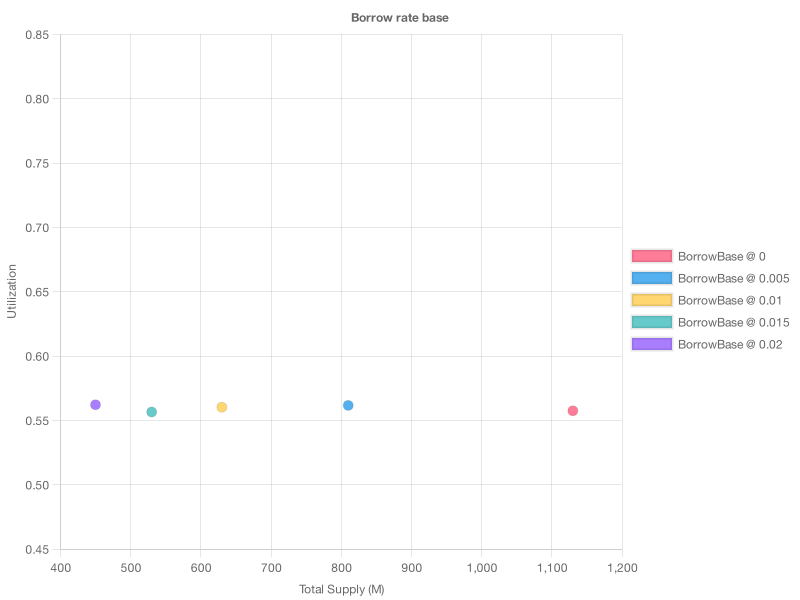 Borrow rate base
0.85
0.80
0.75
0.70
0.65
0.60
0.55
0.50
0.45
Utilization
400 500 600 700 800 900 1,000 1,100 1,200
Total Supply (M)
BorrowBase @ 0
BorrowBase @ 0.005
BorrowBase @ 0.01
BorrowBase @ 0.015
BorrowBase @ 0.02